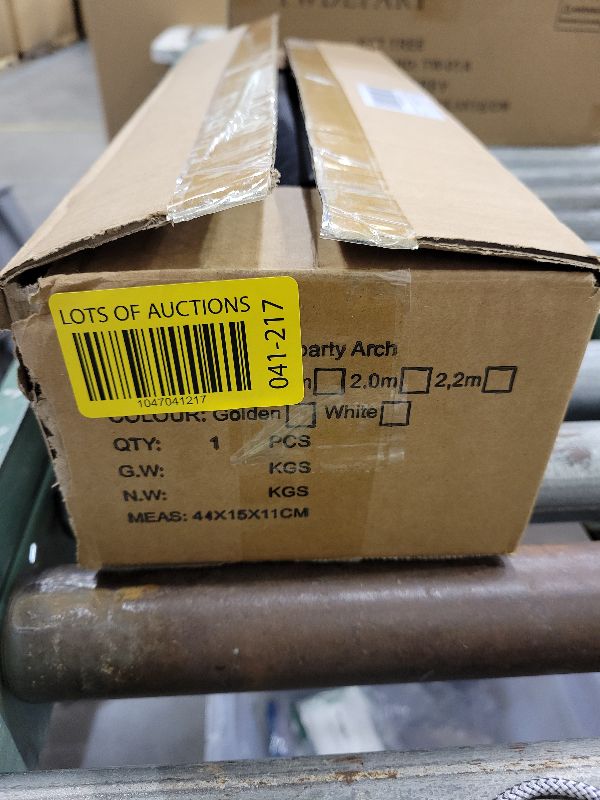 LOTS OF AUCTIONS
1047041217
041-217
party Arch
m 2.0m 2,2m
COLOUR: Golden White
QTY: 1 PCS
G.W: KGS
N.W: KGS
MEAS: 44X15X11CM